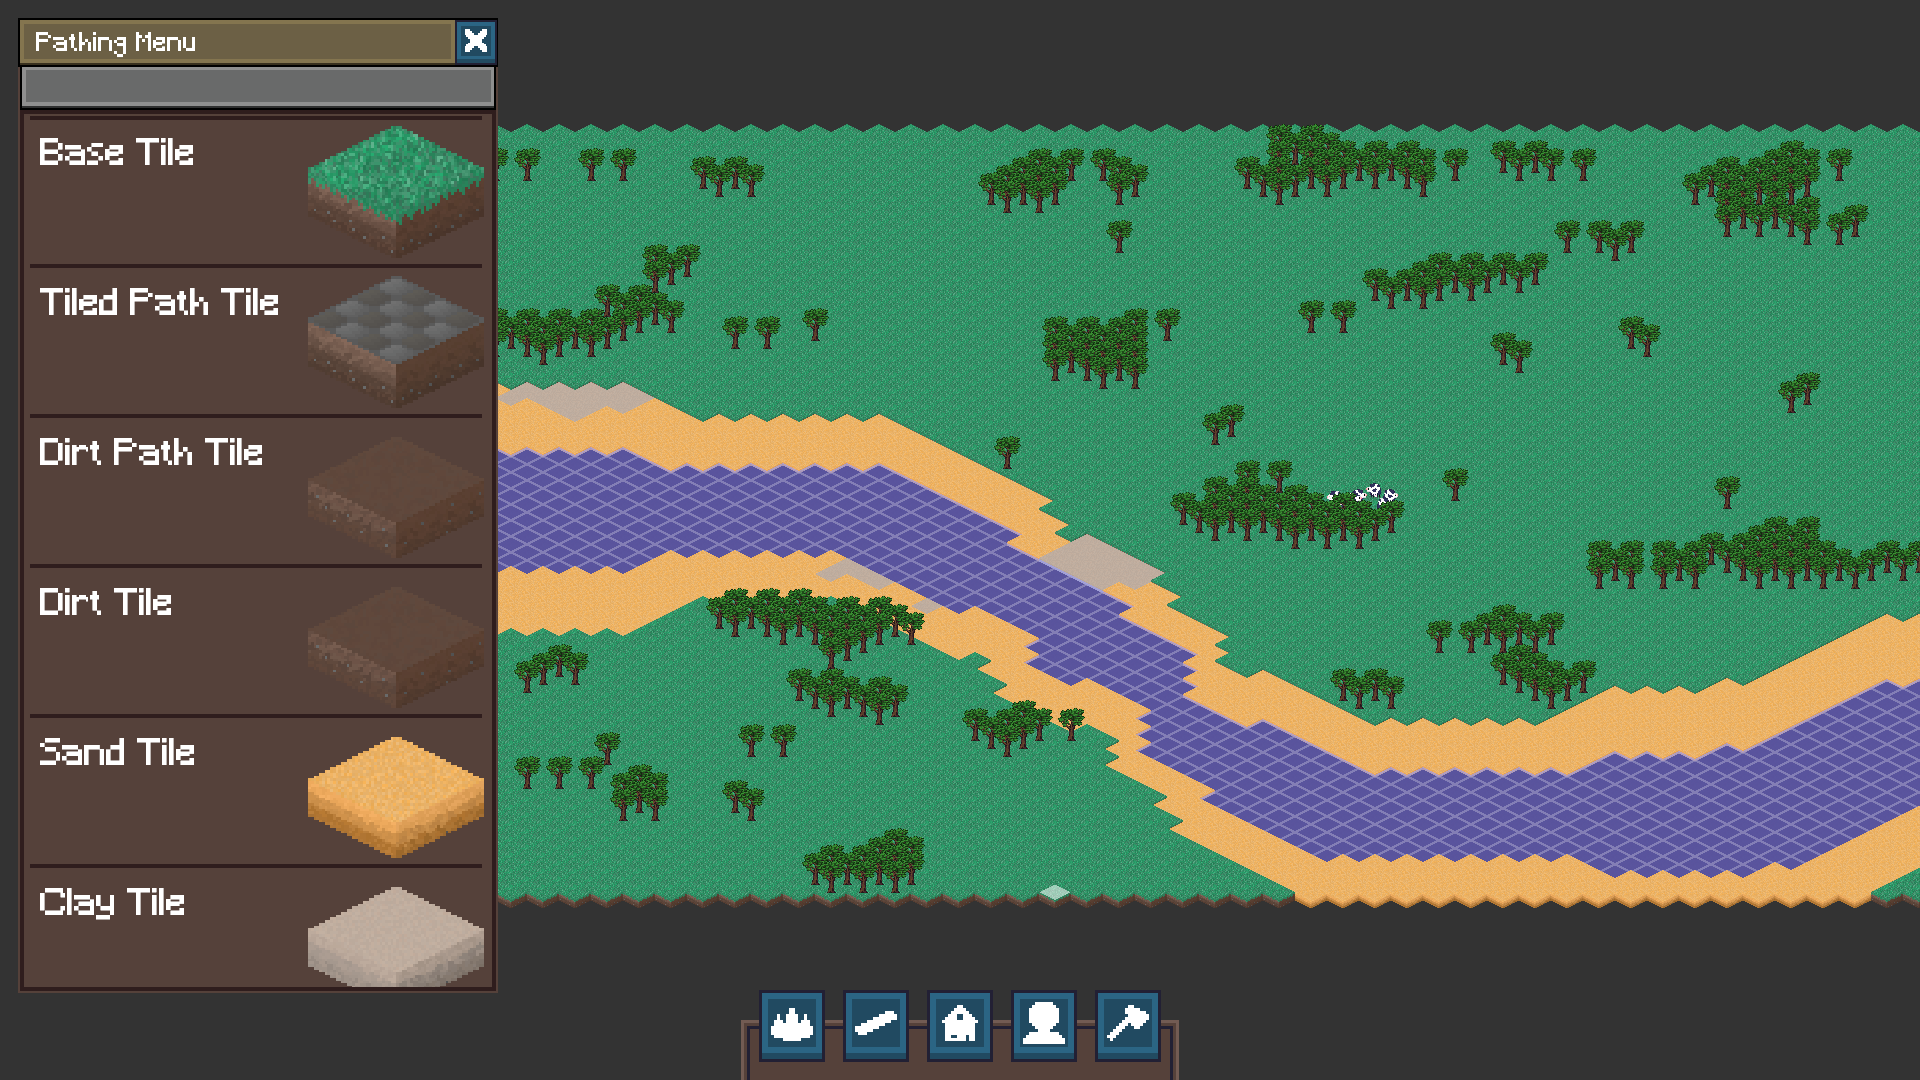 Pathing Menu
Base Tile
Tiled Path Tile
Dirt Path Tile
Dirt Tile
Sand Tile
Clay Tile